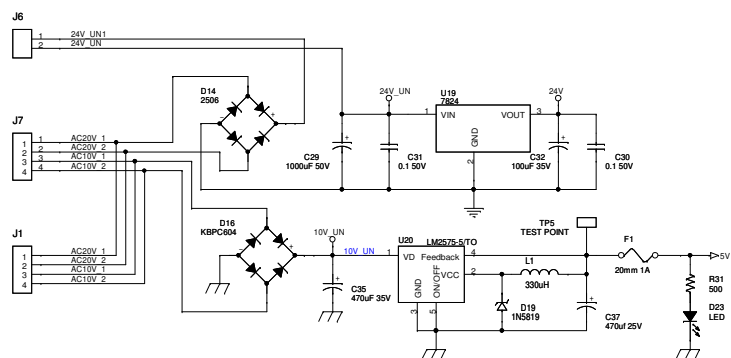 J6
1 24V_UN1
2 24V_UN
D14
2506
24V_UN
U19
7824
24V
1 VIN VOUT 3
GND
2
J7
1 AC20V_1
2 AC20V_2
3 AC10V_1
4 AC10V_2
- +
C29
1000uF 50V
+
C31
0.1 50V
C32
100uF 35V
+
C30
0.1 50V
D16
KBPC604
- +
10V_UN
10V_UN
U20
LM2575-5/TO
1 VD Feedback 4
VCC 2
GND
ON/OFF
3 5
TP5
TEST POINT
L1
330uH
F1
20mm 1A
5V
J1
1 AC20V_1
2 AC20V_2
3 AC10V_1
4 AC10V_2
C35
470uF 35V
+
D19
1N5819
C37
470uf 25V
+
R31
500
D23
LED